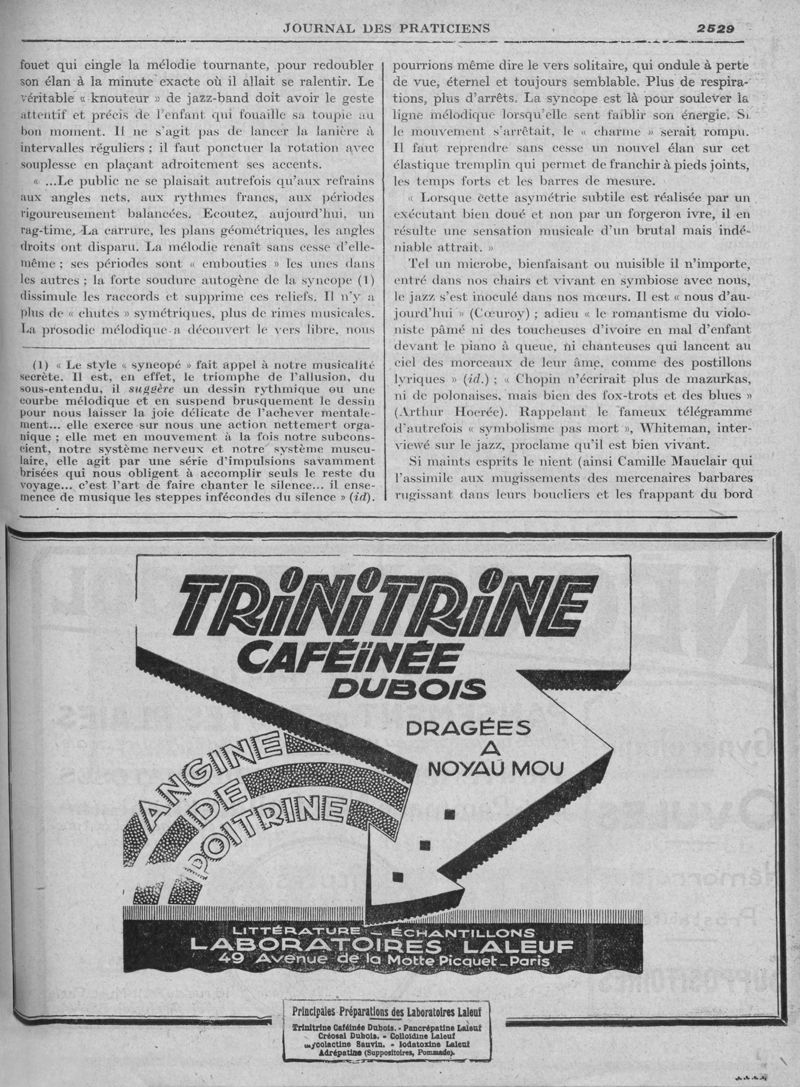 JOURNAL DES PRATICIENS 2529
fouet qui cingle la mélodie tournante, pour redoubler
son élan à la minute exacte où il allait se ralentir. Le
véritable « knouteur » de jazz-band doit avoir le geste
attentif et précis de l'enfant qui fouaille sa toupie au
bon moment. Il ne s'agit pas de lancer la lanière à
intervalles réguliers ; il faut ponctuer la rotation avec
souplesse en plaçant adroitement ses accents.
« ...Le public ne se plaisait autrefois qu'aux refrains
aux angles nets, aux rythmes francs, aux périodes
rigoureusement balancées. Ecoutez, aujourd'hui, un
rag-time. La carrure, les plans géométriques, les angles
droits ont disparu. La mélodie renaît sans cesse d'elle-
même ; ses périodes sont « embouties » les unes dans
les autres ; la forte soudure autogène de la syncope (1)
dissimule les raccords et supprime ces reliefs. Il n'y a
plus de « chutes » symétriques, plus de rimes musicales.
La prosodie mélodique a découvert le vers libre, nous
(1) « Le style « syncopé » fait appel à notre musicalité
secrète. Il est, en effet, le triomphe de l'allusion, du
sous-entendu, il suggère un dessin rythmique ou une
courbe mélodique et en suspend brusquement le dessin
pour nous laisser la joie délicate de l'achever mentale-
ment... elle exerce sur nous une action nettement orga-
nique ; elle met en mouvement à la fois notre subcons-
cient, notre système nerveux et notre système muscu-
laire, elle agit par une série d'impulsions savamment
brisées qui nous obligent à accomplir seuls le reste du
voyage... c'est l'art de faire chanter le silence... il ense-
mence de musique les steppes infécondes du silence » (id).
pourrions même dire le vers solitaire, qui ondule à perte
de vue, éternel et toujours semblable. Plus de respira-
tions, plus d'arrêts. La syncope est là pour soulever la
ligne mélodique lorsqu'elle sent faiblir son énergie. Si
le mouvement s'arrêtait, le « charme » serait rompu.
Il faut reprendre sans cesse un nouvel élan sur cet
élastique tremplin qui permet de franchir à pieds joints,
les temps forts et les barres de mesure.
« Lorsque cette asymétrie subtile est réalisée par un
exécutant bien doué et non par un forgeron ivre, il en
résulte une sensation musicale d'un brutal mais indé-
niable attrait. »
Tel un microbe, bienfaisant ou nuisible il n'importe,
entré dans nos chairs et vivant en symbiose avec nous,
le jazz s'est inoculé dans nos mœurs. Il est « nous d'au-
jourd'hui » (Cœuroy) ; adieu « le romantisme du violo-
niste pâmé ni des toucheuses d'ivoire en mal d'enfant
devant le piano à queue, ni chanteuses qui lancent au
ciel des morceaux de leur âme, comme des postillons
lyriques » (id.) ; « Chopin n'écrirait plus de mazurkas,
ni de polonaises, mais bien des fox-trots et des blues »
(Arthur Hoerée). Rappelant le fameux télégramme
d'autrefois « symbolisme pas mort », Whiteman, inter-
viewé sur le jazz, proclame qu'il est bien vivant.
Si maints esprits le nient (ainsi Camille Mauclair qui
l'assimile aux mugissements des mercenaires barbares
rugissant dans leurs boucliers et les frappant du bord
TRINITRINE
CAFÉINÉE
DUBOIS
DRAGÉES
A
NOYAU MOU
ANGINE
DE
POITRINE
LITTÉRATURE - ÉCHANTILLONS
LABORATOIRES LALEUF
49 Avenue de la Motte Picquet - Paris
Principales Préparations des Laboratoires Laleuf
Trinitrine Caféinée Dubois. - Pancrépatine Laleuf
Créosal Dubois. - Colloïdine Laleuf
Mycolactine Sauvin. - Iodatoxine Laleuf
Adrépatine (Suppositoires, Pommade).